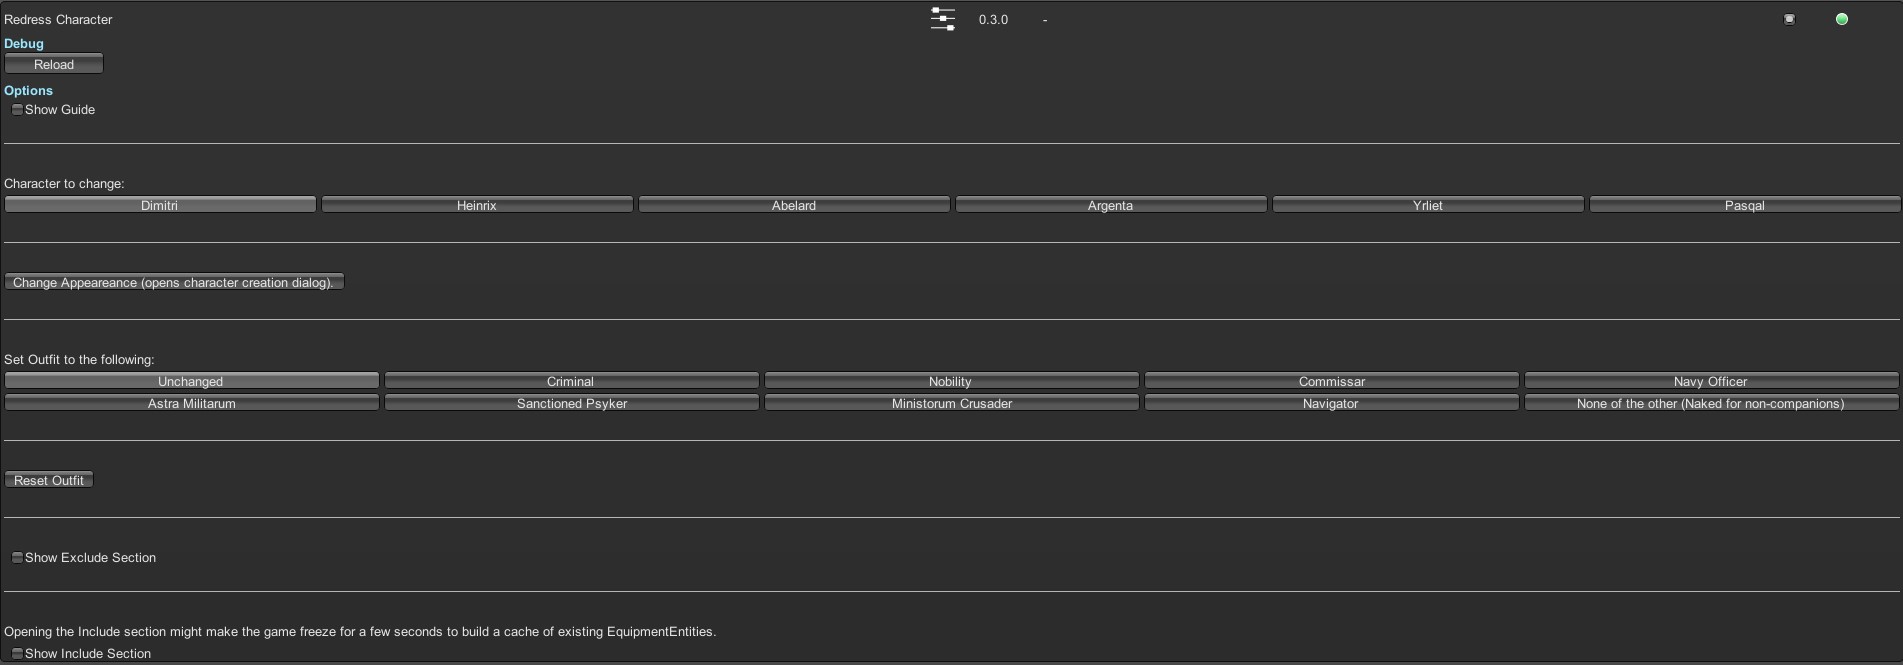 Redress Character 0.3.0 -
Debug
Reload
Options
Show Guide
Character to change:
Dimitri Heinrix Abelard Argenta Yrliet Pasqal
Change Appeareance (opens character creation dialog).
Set Outfit to the following:
Unchanged Criminal Nobility Commissar Navy Officer
Astra Militarum Sanctioned Psyker Ministorum Crusader Navigator None of the other (Naked for non-companions)
Reset Outfit
Show Exclude Section
Opening the Include section might make the game freeze for a few seconds to build a cache of existing EquipmentEntities.
Show Include Section